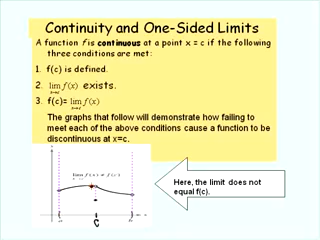 Continuity and One-Sided Limits
A function f is continuous at a point x = c if the following
three conditions are met:
1. f(c) is defined.
2. lim f(x) exists.
x→c
3. f(c)= lim f(x)
x→c
The graphs that follow will demonstrate how failing to
meet each of the above conditions cause a function to be
discontinuous at x=c.
Here, the limit does not
equal f(c).
c